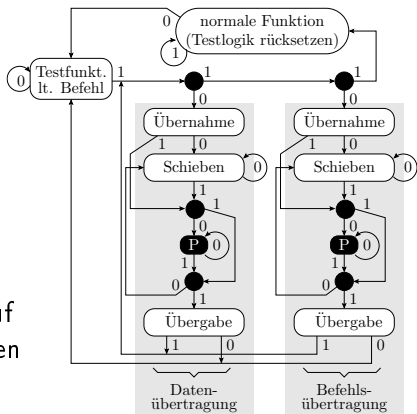 0
normale Funktion
(Testlogik rücksetzen)
1
0
Testfunkt.
lt. Befehl
1
1
1
0
0
Übernahme
Übernahme
1
0
1
0
Schieben
0
Schieben
0
1
1
1
1
0
0
P
0
P
0
1
1
0
0
1
1
Übergabe
Übergabe
1
0
1
0
uf
en
Daten-
übertragung
Befehls-
übertragung